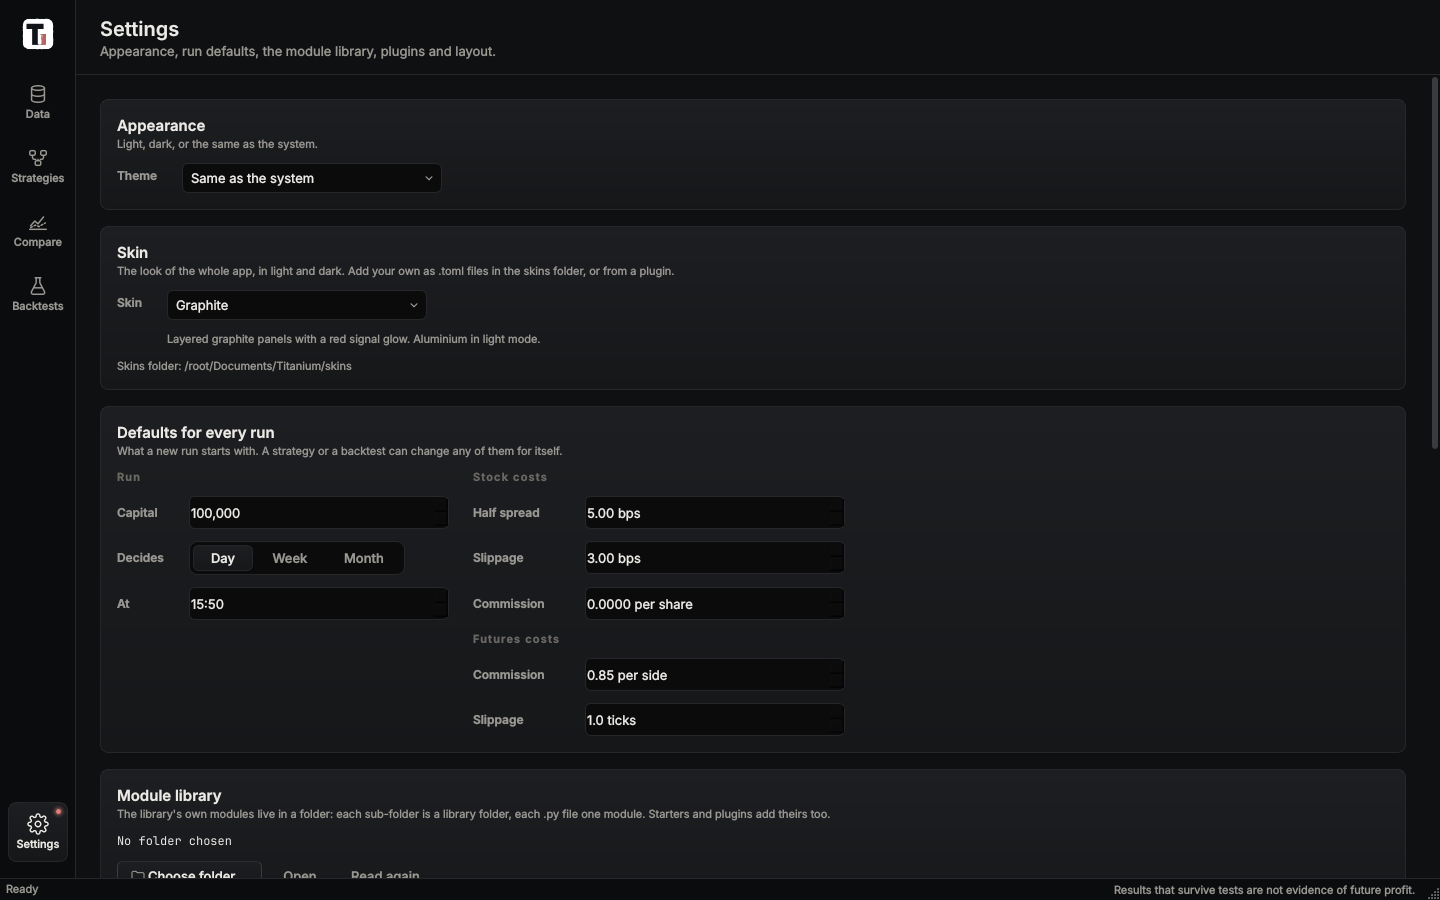 Ti
Settings
Appearance, run defaults, the module library, plugins and layout.
Data
Strategies
Compare
Backtests
Settings
Appearance
Light, dark, or the same as the system.
Theme
Same as the system
Skin
The look of the whole app, in light and dark. Add your own as .toml files in the skins folder, or from a plugin.
Skin
Graphite
Layered graphite panels with a red signal glow. Aluminium in light mode.
Skins folder: /root/Documents/Titanium/skins
Defaults for every run
What a new run starts with. A strategy or a backtest can change any of them for itself.
Run
Capital
100,000
Decides
Day Week Month
At
15:50
Stock costs
Half spread
5.00 bps
Slippage
3.00 bps
Commission
0.0000 per share
Futures costs
Commission
0.85 per side
Slippage
1.0 ticks
Module library
The library's own modules live in a folder: each sub-folder is a library folder, each .py file one module. Starters and plugins add theirs too.
No folder chosen
Choose folder Open Read again
Ready
Results that survive tests are not evidence of future profit.